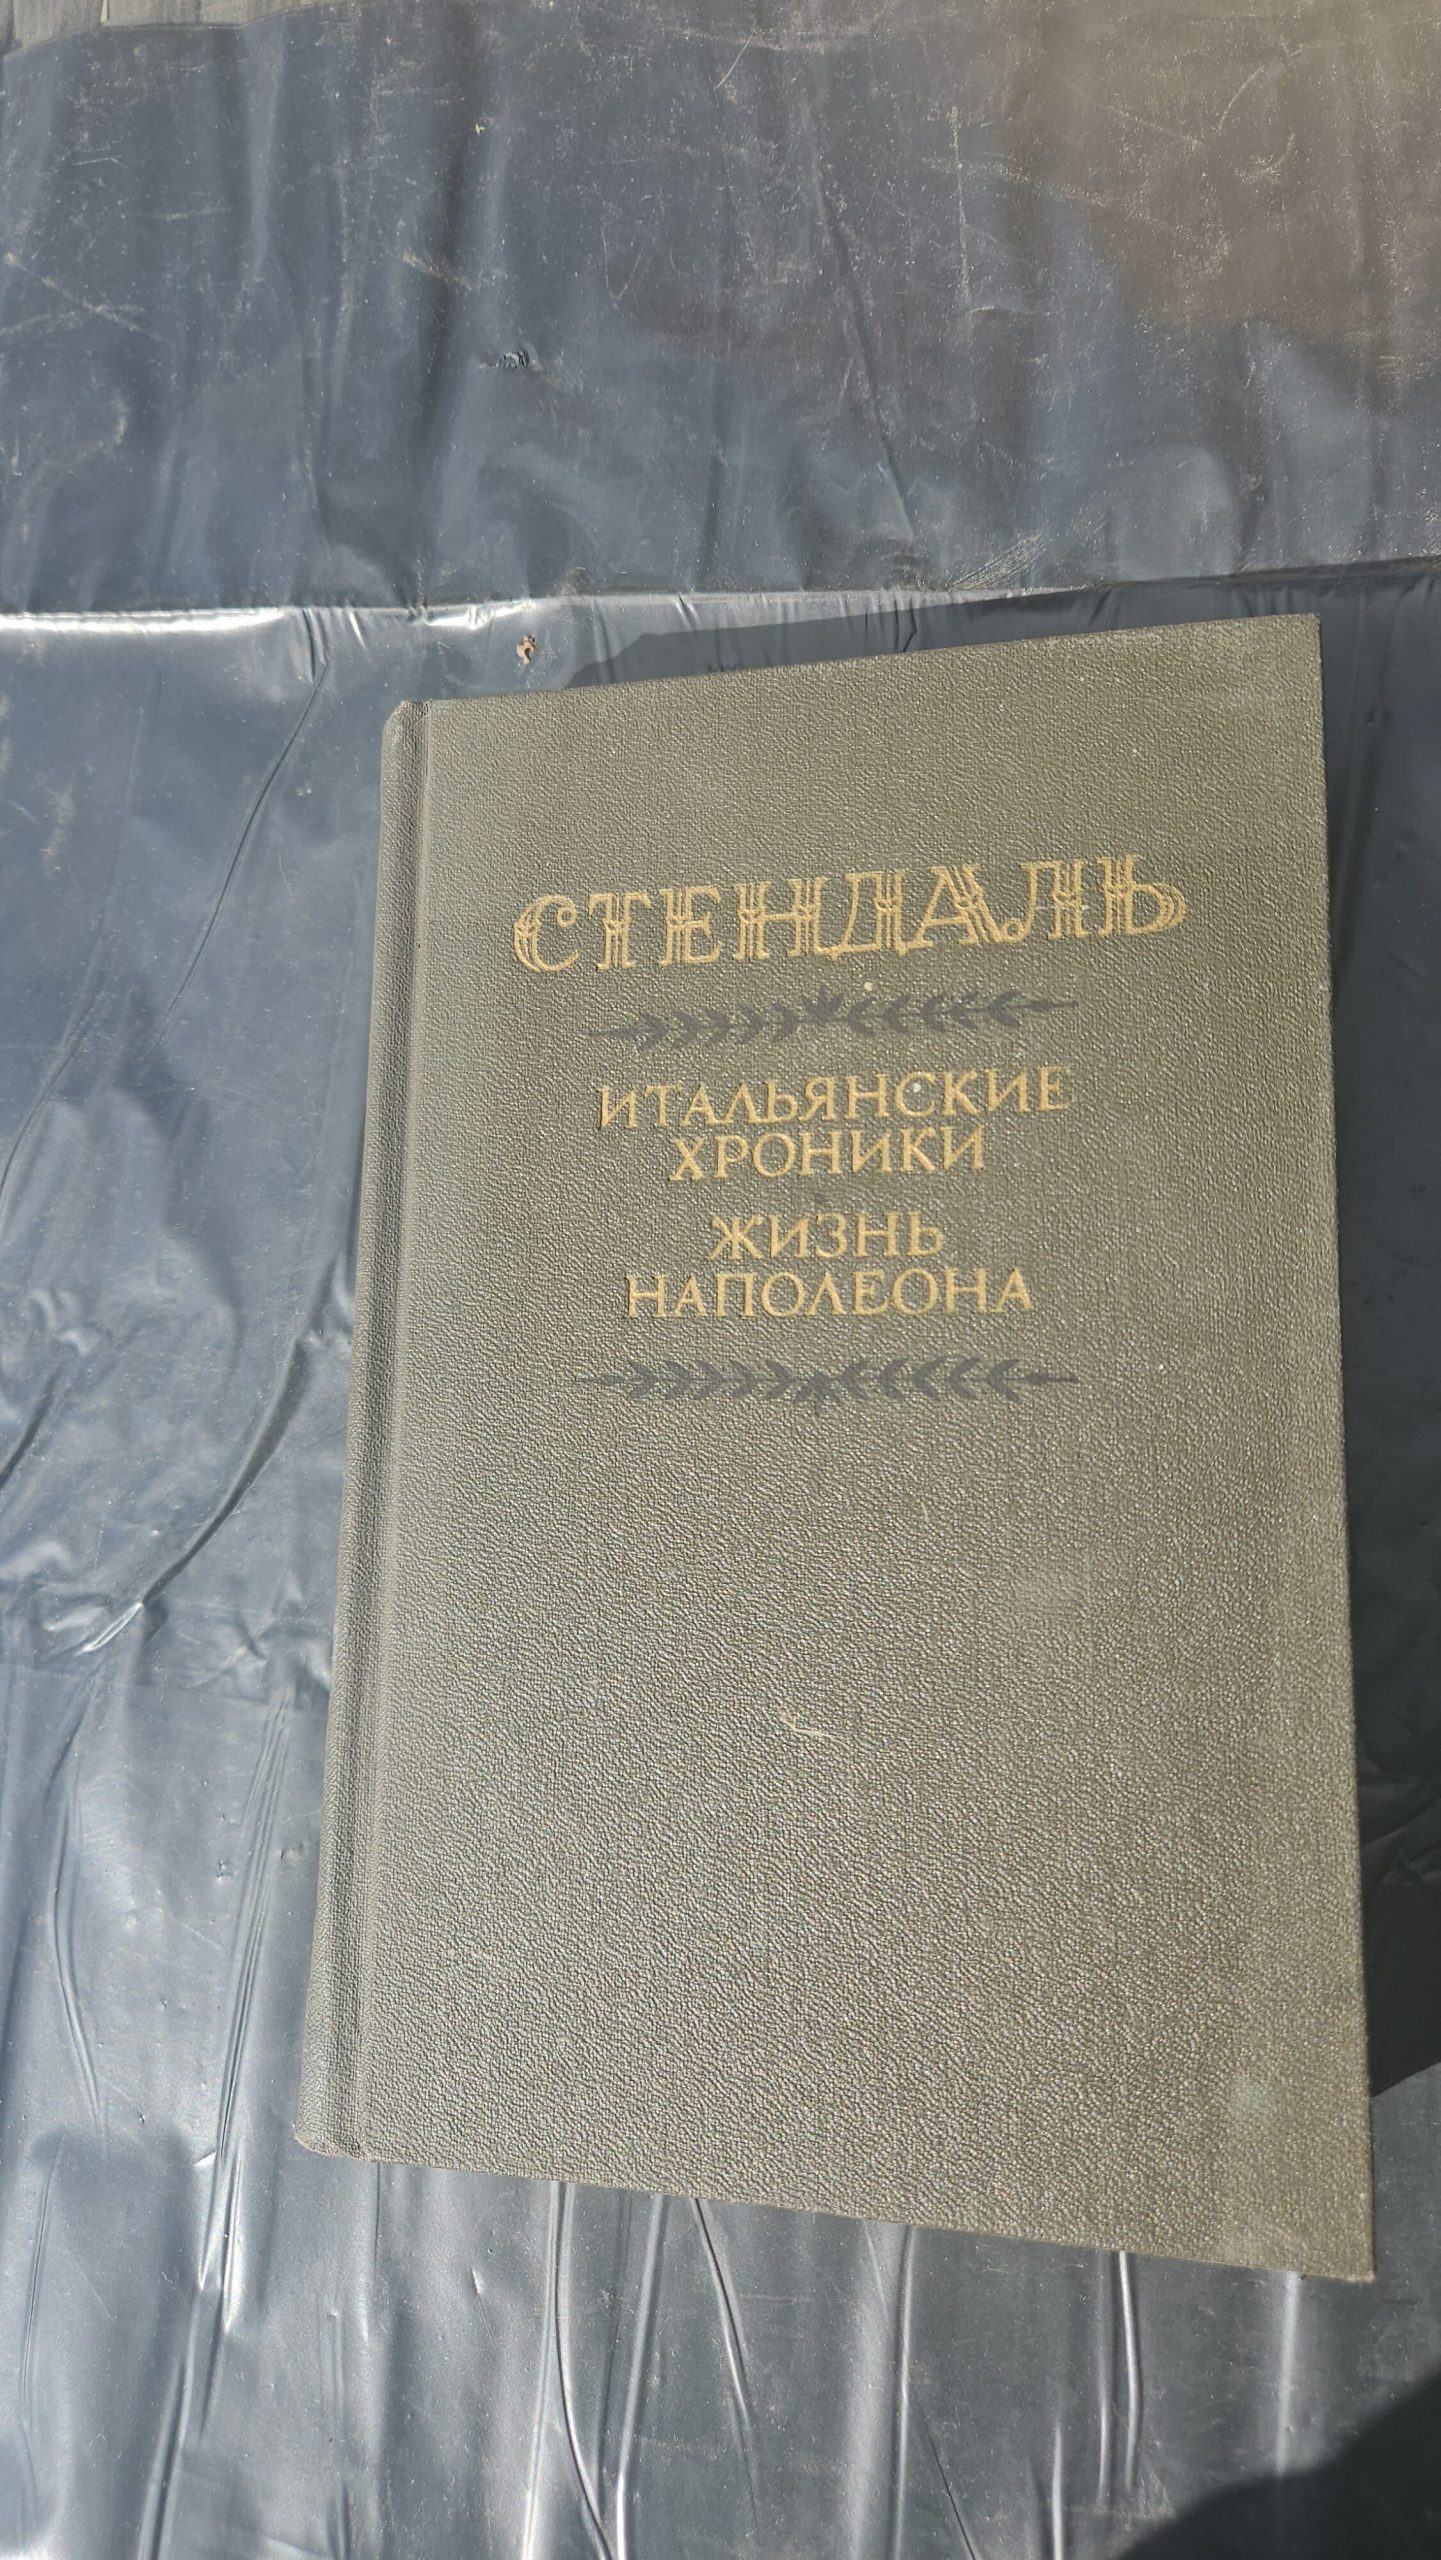 СТЕНДАЛЬ
ИТАЛЬЯНСКИЕ
ХРОНИКИ
ЖИЗНЬ
НАПОЛЕОНА